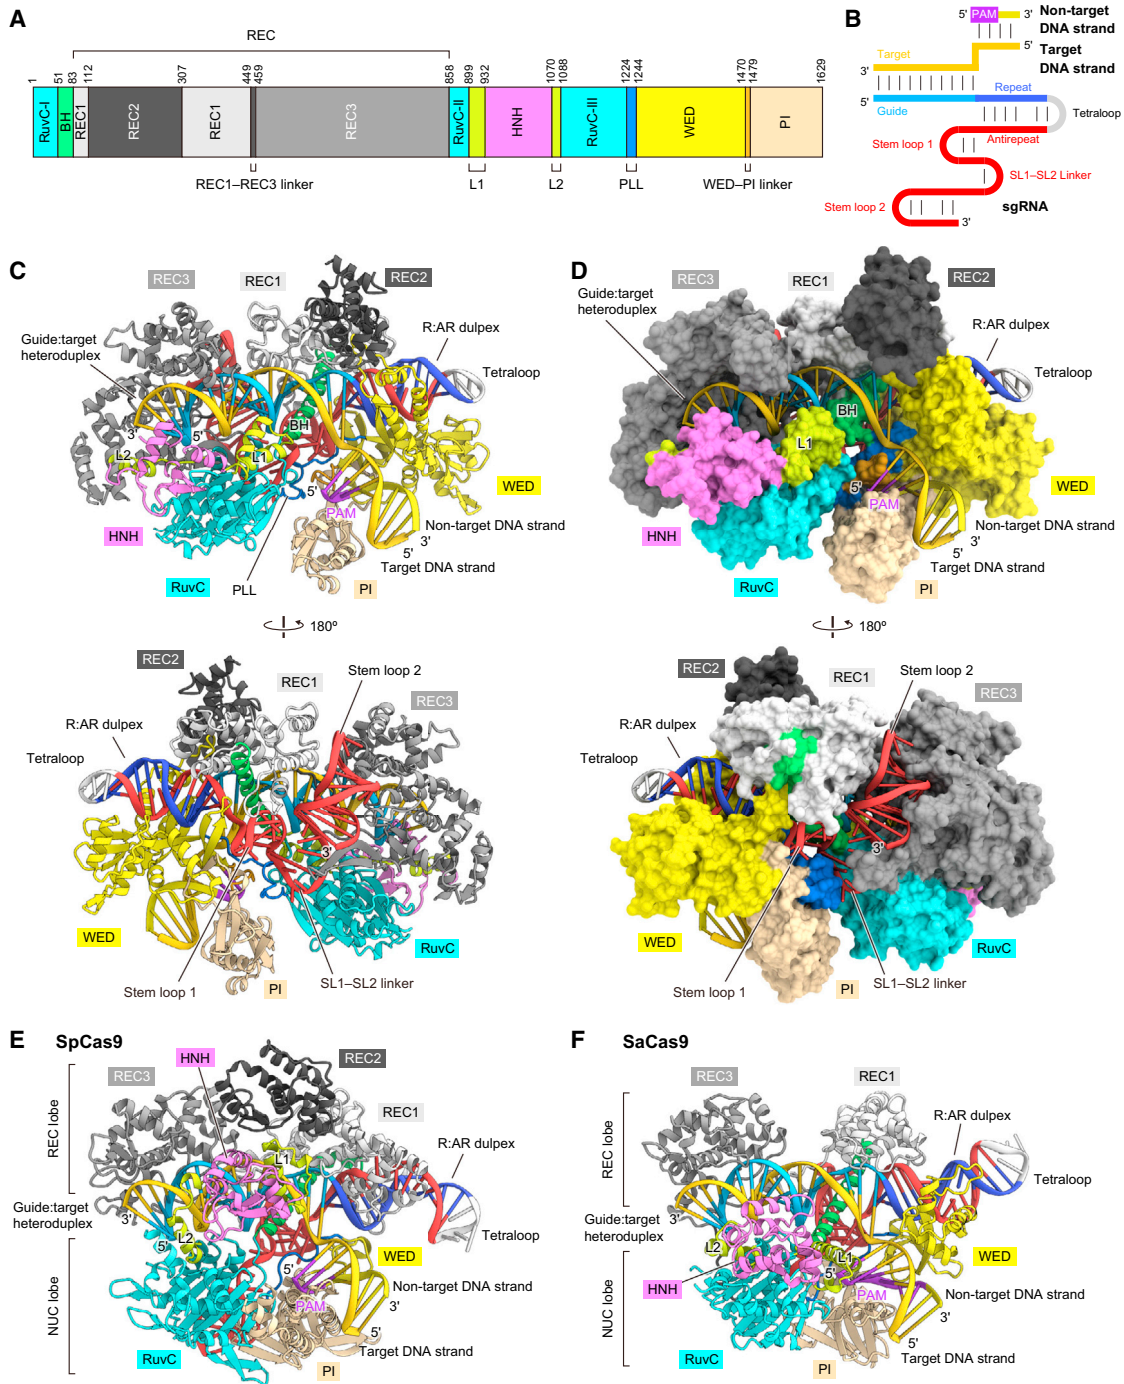 A
REC
1
51
83
112
307
449
459
858
899
932
1070
1088
1224
1244
1470
1479
1629
RuvC-I
BH
REC1
REC2
REC1
REC3
RuvC-II
HNH
RuvC-III
WED
PI
REC1–REC3 linker
L1
L2
PLL
WED–PI linker
B
5' PAM 3'
Non-target
DNA strand
5'
Target
DNA strand
Target
3'
5'
Repeat
Guide
Tetraloop
Stem loop 1
Antirepeat
SL1–SL2 Linker
Stem loop 2
sgRNA
3'
C
REC3
REC1
REC2
Guide:target
heteroduplex
R:AR dulpex
Tetraloop
3'
5'
BH
L2
L1
5'
PAM
WED
HNH
Non-target DNA strand
3'
5'
Target DNA strand
RuvC
PLL
PI
180º
REC2
REC1
Stem loop 2
REC3
R:AR dulpex
Tetraloop
3'
WED
RuvC
PI
Stem loop 1
SL1–SL2 linker
D
REC3
REC1
REC2
Guide:target
heteroduplex
R:AR dulpex
Tetraloop
BH
L1
5'
PAM
WED
HNH
Non-target DNA strand
3'
5'
Target DNA strand
RuvC
PI
180º
REC2
REC1
Stem loop 2
REC3
R:AR dulpex
Tetraloop
3'
WED
RuvC
PI
Stem loop 1
SL1–SL2 linker
E
SpCas9
HNH
REC2
REC3
REC1
REC lobe
L1
R:AR dulpex
Guide:target
heteroduplex
3'
5'
L2
Tetraloop
WED
5'
PAM
Non-target DNA strand
3'
5'
Target DNA strand
NUC lobe
RuvC
PI
F
SaCas9
REC3
REC1
REC lobe
R:AR dulpex
Tetraloop
3'
Guide:target
heteroduplex
L2
L1
WED
5'
HNH
PAM
Non-target DNA strand
3'
5'
Target DNA strand
NUC lobe
RuvC
PI